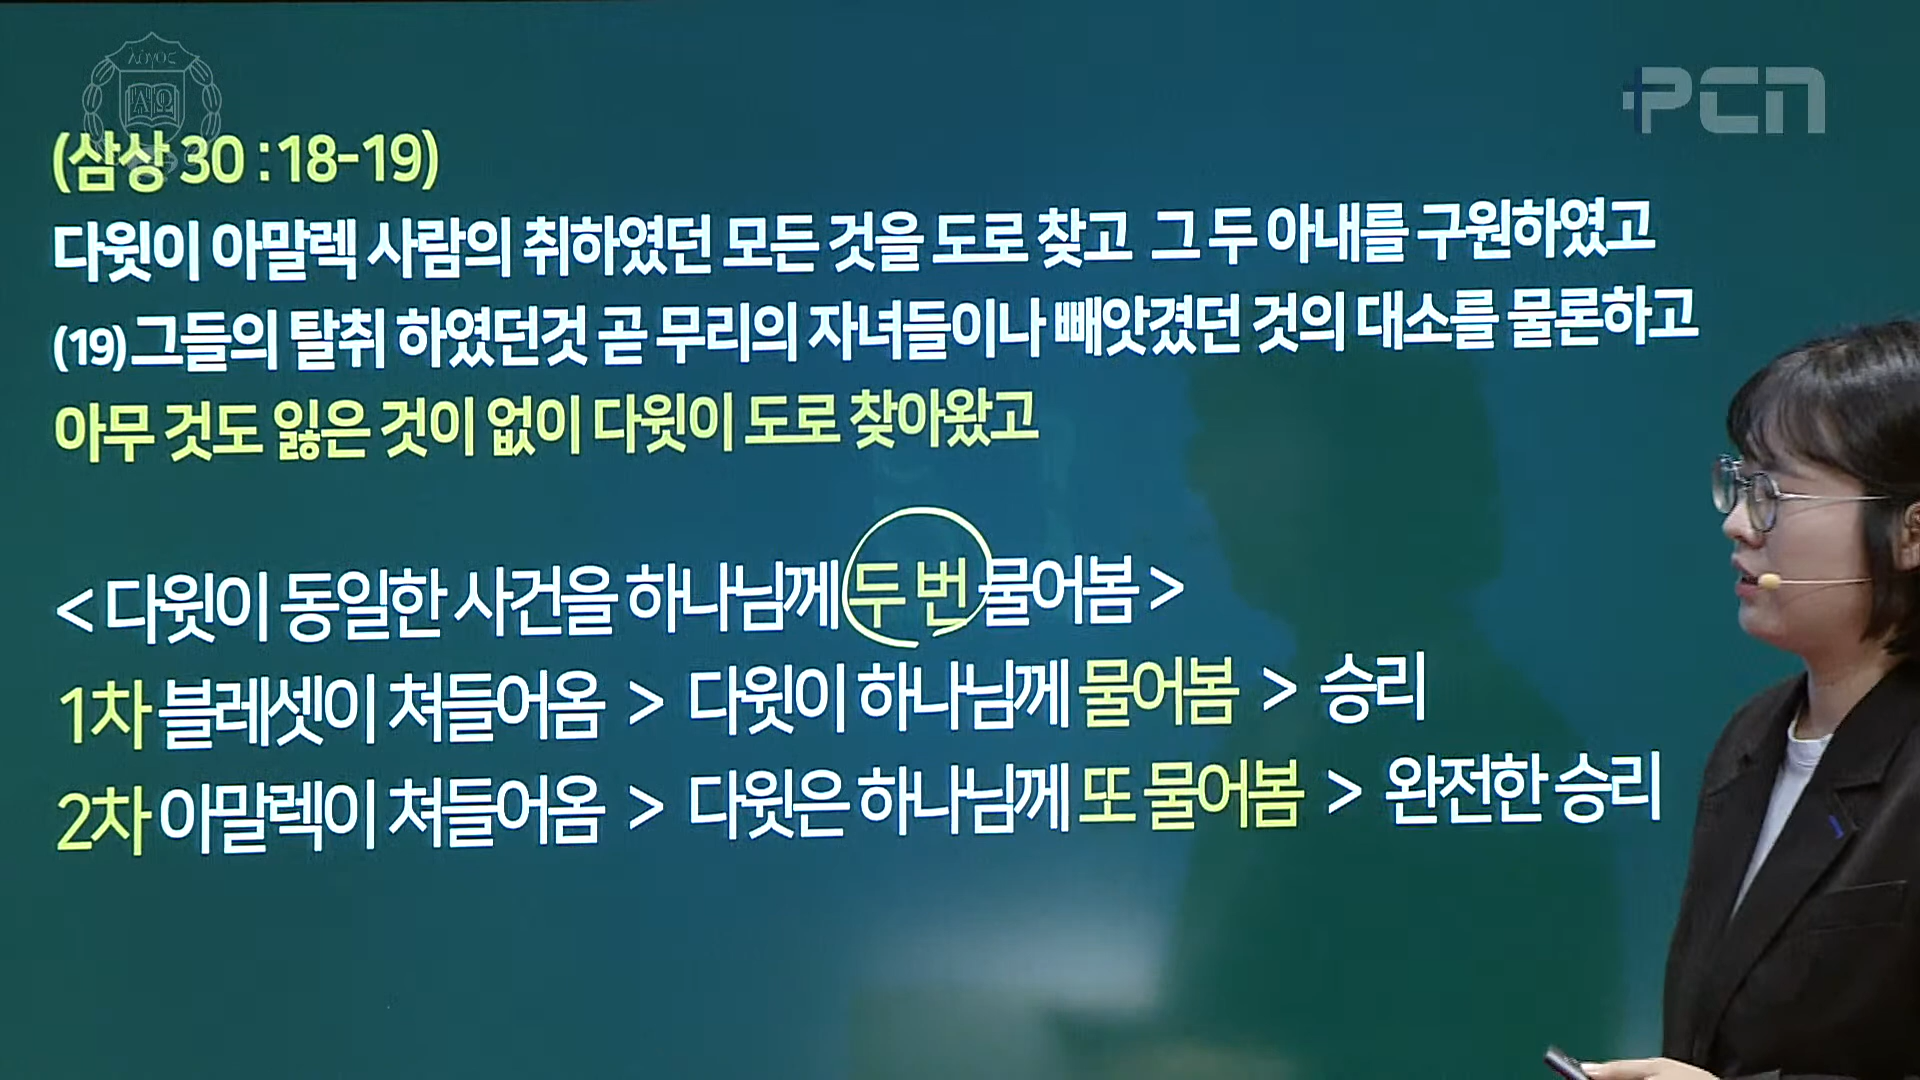 λόγος
ΑΩ
PCN
(삼상 30 : 18-19)
다윗이 아말렉 사람의 취하였던 모든 것을 도로 찾고 그 두 아내를 구원하였고
(19)그들의 탈취 하였던것 곧 무리의 자녀들이나 빼앗겼던 것의 대소를 물론하고
아무 것도 잃은 것이 없이 다윗이 도로 찾아왔고
< 다윗이 동일한 사건을 하나님께 두 번 물어봄 >
1차 블레셋이 쳐들어옴 > 다윗이 하나님께 물어봄 > 승리
2차 아말렉이 쳐들어옴 > 다윗은 하나님께 또 물어봄 > 완전한 승리